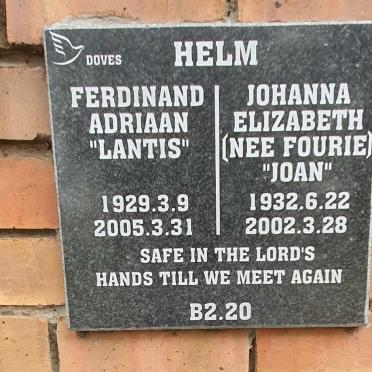 DOVES
HELM
FERDINAND
ADRIAAN
"LANTIS"
1929.3.9
2005.3.31
JOHANNA
ELIZABETH
(NEE FOURIE)
"JOAN"
1932.6.22
2002.3.28
SAFE IN THE LORD'S
HANDS TILL WE MEET AGAIN
B2.20